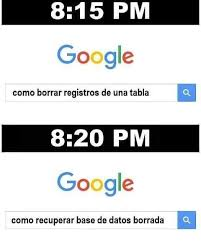 8:15 PM
Google
como borrar registros de una tabla
8:20 PM
Google
como recuperar base de datos borrada